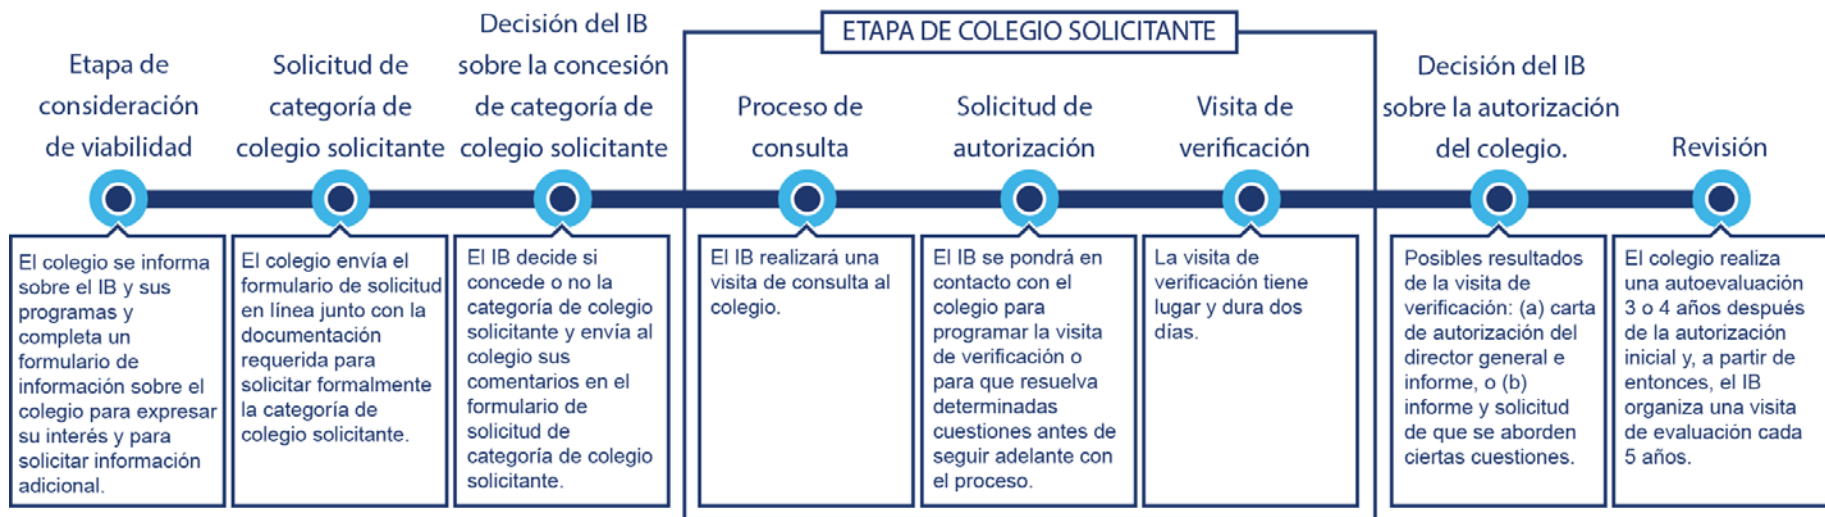 ETAPA DE COLEGIO SOLICITANTE
Etapa de
consideración
de viabilidad
El colegio se informa
sobre el IB y sus
programas y
completa un
formulario de
información sobre el
colegio para expresar
su interés y para
solicitar información
adicional.
Solicitud de
categoría de
colegio solicitante
El colegio envía el
formulario de solicitud
en línea junto con la
documentación
requerida para
solicitar formalmente
la categoría de
colegio solicitante.
Decisión del IB
sobre la concesión
de categoría de
colegio solicitante
El IB decide si
concede o no la
categoría de colegio
solicitante y envía al
colegio sus
comentarios en el
formulario de
solicitud de
categoría de colegio
solicitante.
Proceso de
consulta
El IB realizará una
visita de consulta al
colegio.
Solicitud de
autorización
El IB se pondrá en
contacto con el
colegio para
programar la visita
de verificación o
para que resuelva
determinadas
cuestiones antes de
seguir adelante con
el proceso.
Visita de
verificación
La visita de
verificación tiene
lugar y dura dos
días.
Decisión del IB
sobre la autorización
del colegio.
Posibles resultados
de la visita de
verificación: (a) carta
de autorización del
director general e
informe, o (b)
informe y solicitud
de que se aborden
ciertas cuestiones.
Revisión
El colegio realiza
una autoevaluación
3 o 4 años después
de la autorización
inicial y, a partir de
entonces, el IB
organiza una visita
de evaluación cada
5 años.